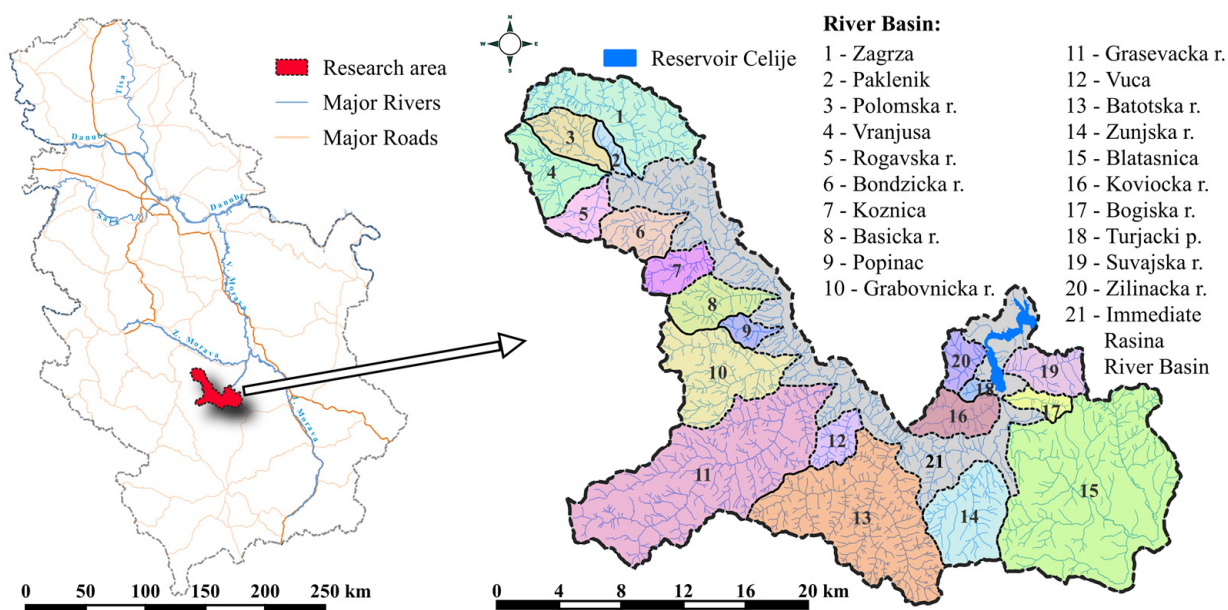 Research area
Major Rivers
Major Roads
Tisa
Danube
Sava
Danube
V. Morava
Z. Morava
J. Morava
0 50 100 150 200 250 km
N
W E
S
Reservoir Celije
River Basin:
1 - Zagrza
2 - Paklenik
3 - Polomska r.
4 - Vranjusa
5 - Rogavska r.
6 - Bondzicka r.
7 - Koznica
8 - Basicka r.
9 - Popinac
10 - Grabovnicka r.
11 - Grasevacka r.
12 - Vuca
13 - Batotska r.
14 - Zunjska r.
15 - Blatasnica
16 - Koviocka r.
17 - Bogiska r.
18 - Turjacki p.
19 - Suvajska r.
20 - Zilinacka r.
21 - Immediate
Rasina
River Basin
1
2
3
4
5
6
7
8
9
10
11
12
13
14
15
16
17
18
19
20
21
0 4 8 12 16 20 km